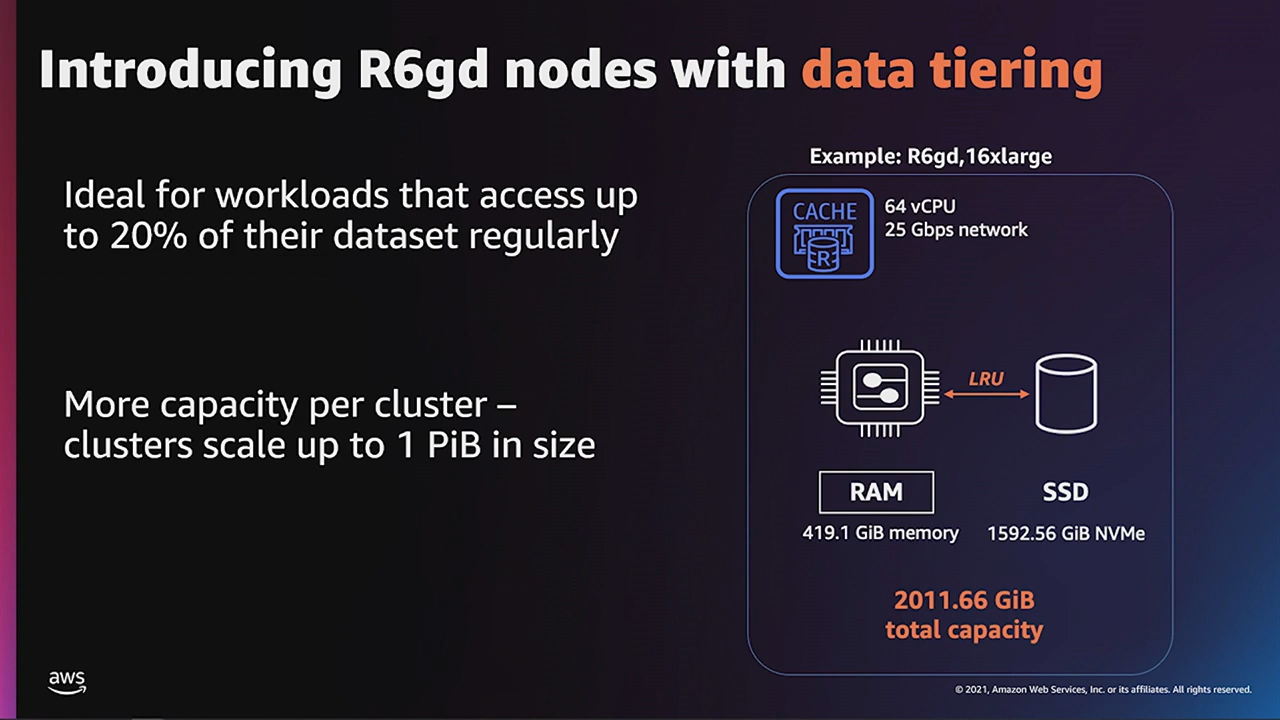 Introducing R6gd nodes with data tiering
Ideal for workloads that access up
to 20% of their dataset regularly
More capacity per cluster –
clusters scale up to 1 PiB in size
Example: R6gd,16xlarge
CACHE
R
64 vCPU
25 Gbps network
LRU
RAM
SSD
419.1 GiB memory
1592.56 GiB NVMe
2011.66 GiB
total capacity
aws
© 2021, Amazon Web Services, Inc. or its affiliates. All rights reserved.